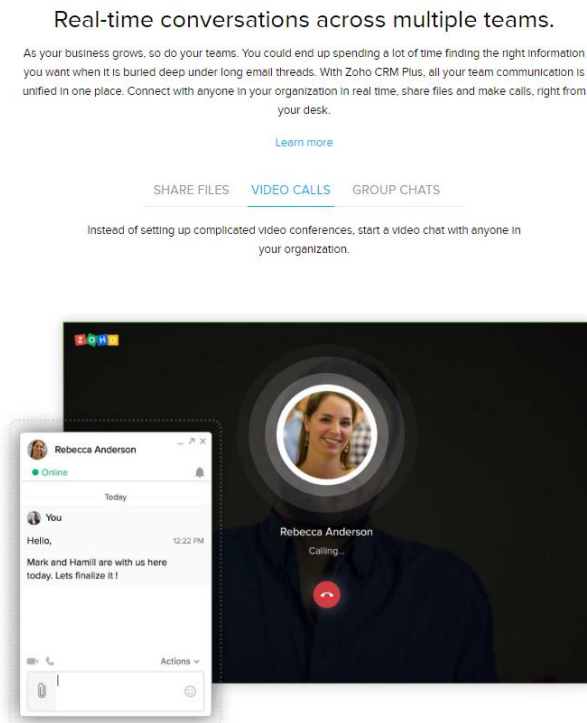 Real-time conversations across multiple teams.
As your business grows, so do your teams. You could end up spending a lot of time finding the right information
you want when it is buried deep under long email threads. With Zoho CRM Plus, all your team communication is
unified in one place. Connect with anyone in your organization in real time, share files and make calls, right from
your desk.
Learn more
SHARE FILES VIDEO CALLS GROUP CHATS
Instead of setting up complicated video conferences, start a video chat with anyone in
your organization.
ZOHO
Rebecca Anderson
Calling...
Rebecca Anderson
Online
Today
You
Hello, 12:22 PM
Mark and Hamill are with us here
today. Lets finalize it !
Actions